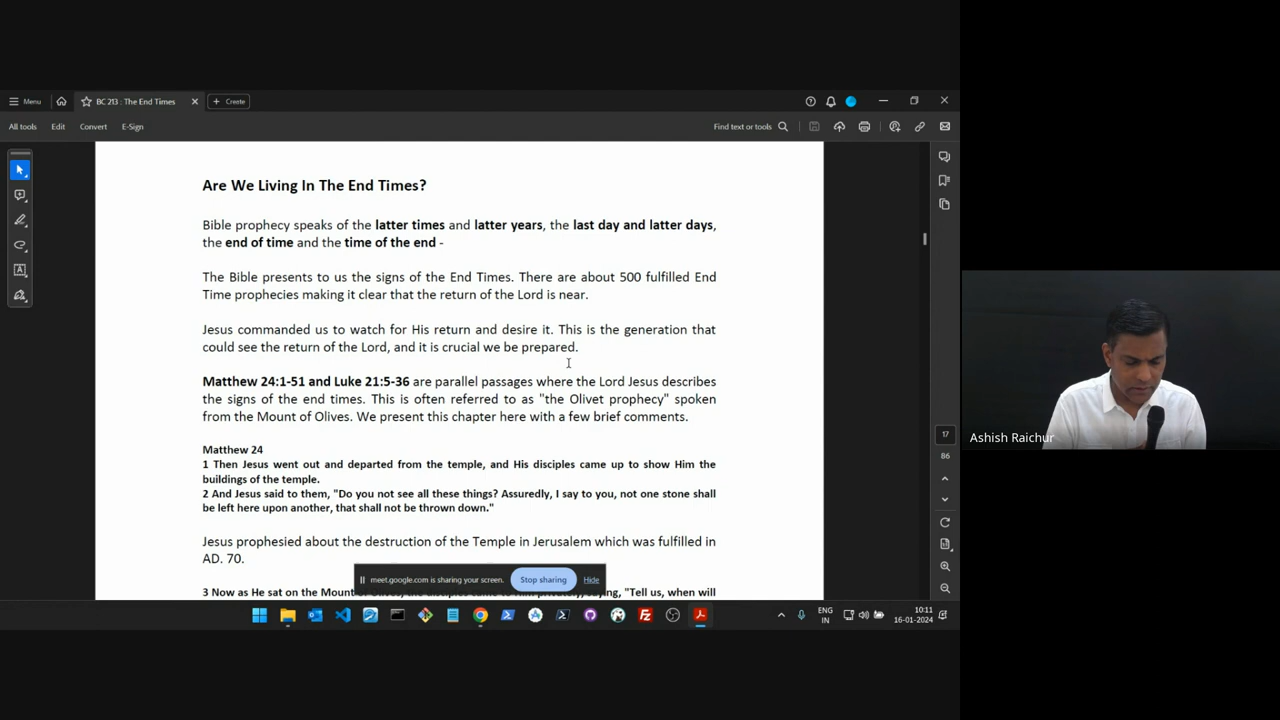 Menu
BC 213 : The End Times
Create
All tools
Edit
Convert
E-Sign
Find text or tools
Are We Living In The End Times?
Bible prophecy speaks of the latter times and latter years, the last day and latter days,
the end of time and the time of the end -
The Bible presents to us the signs of the End Times. There are about 500 fulfilled End
Time prophecies making it clear that the return of the Lord is near.
Jesus commanded us to watch for His return and desire it. This is the generation that
could see the return of the Lord, and it is crucial we be prepared.
Matthew 24:1-51 and Luke 21:5-36 are parallel passages where the Lord Jesus describes
the signs of the end times. This is often referred to as "the Olivet prophecy" spoken
from the Mount of Olives. We present this chapter here with a few brief comments.
Matthew 24
1 Then Jesus went out and departed from the temple, and His disciples came up to show Him the
buildings of the temple.
2 And Jesus said to them, "Do you not see all these things? Assuredly, I say to you, not one stone shall
be left here upon another, that shall not be thrown down."
Jesus prophesied about the destruction of the Temple in Jerusalem which was fulfilled in
AD. 70.
3 Now as He sat on the Mount "Tell us, when will
meet.google.com is sharing your screen.
Stop sharing
Hide
17
86
ENG
IN
10:11
16-01-2024
Ashish Raichur